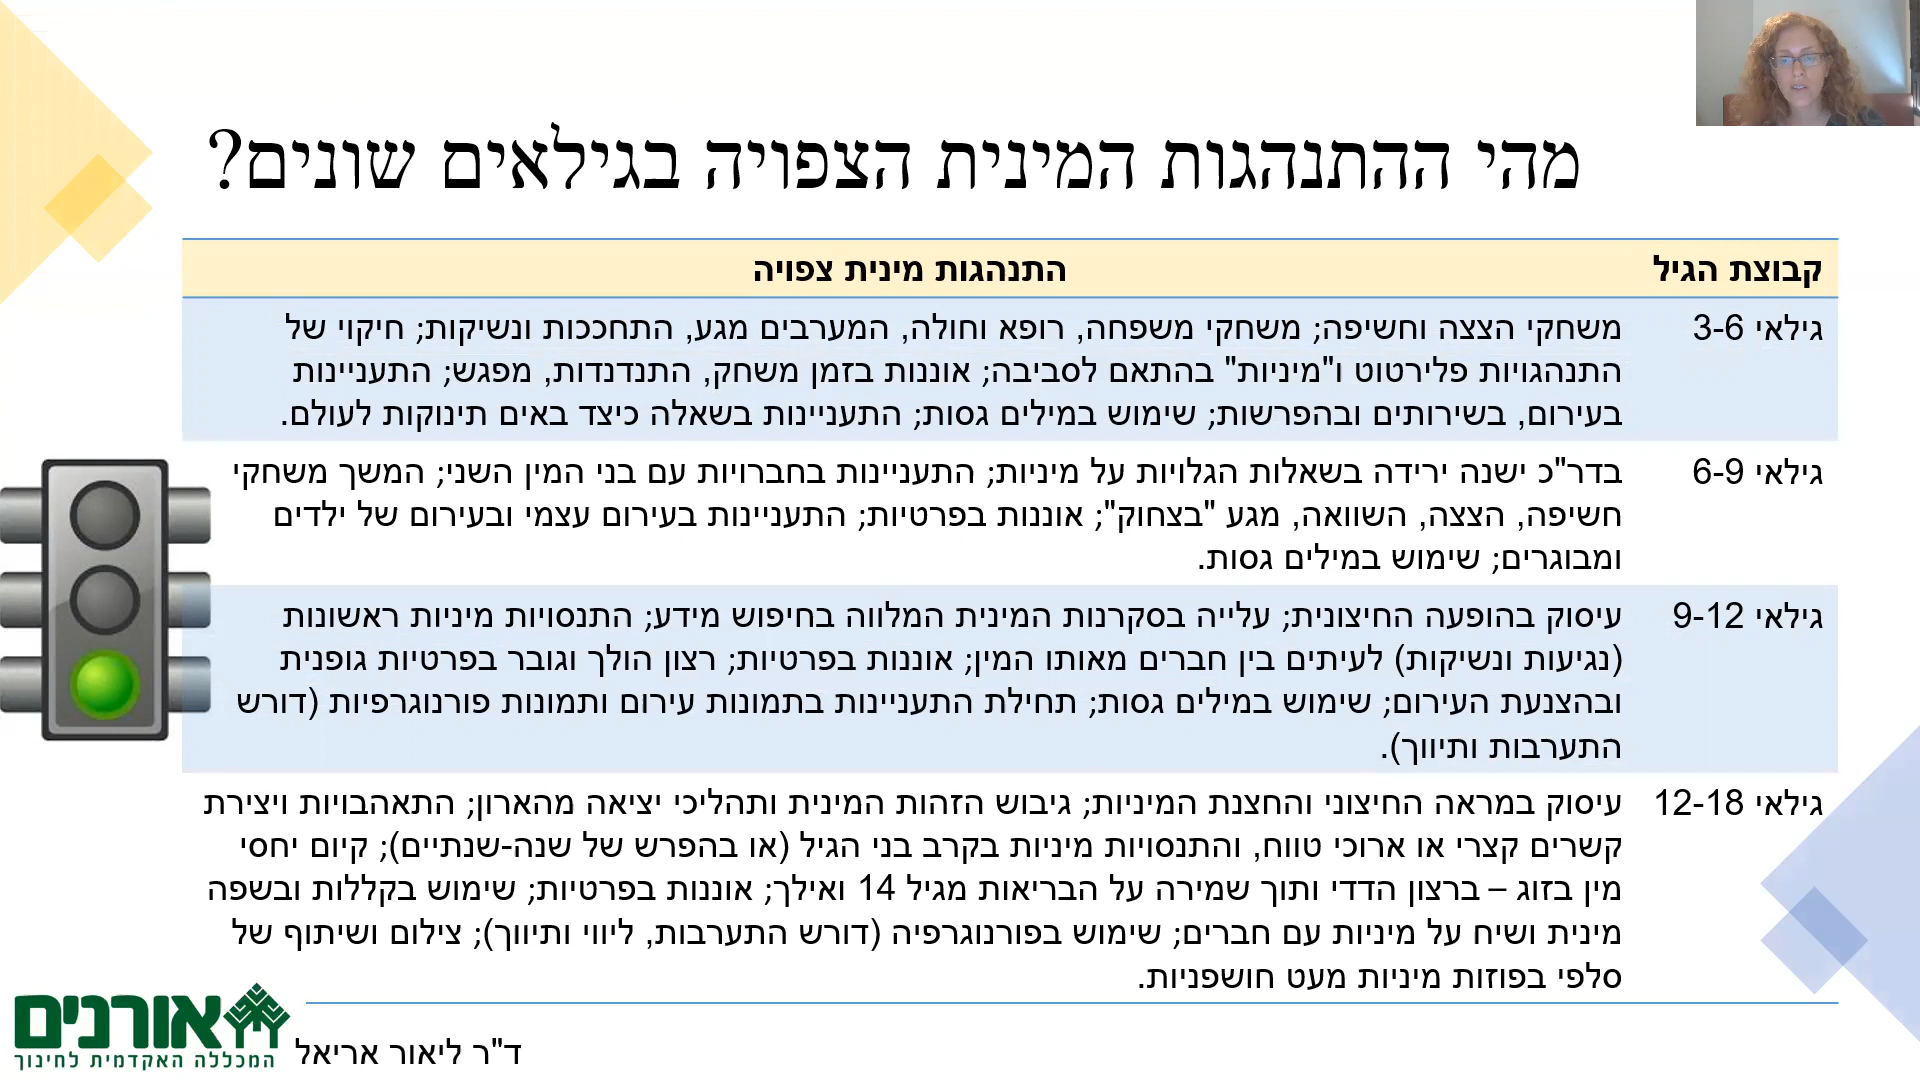 מהי ההתנהגות המינית הצפויה בגילאים שונים?
קבוצת הגיל
התנהגות מינית צפויה
גילאי 3-6
משחקי הצצה וחשיפה; משחקי משפחה, רופא וחולה, המערבים מגע, התחככות ונשיקות; חיקוי של
התנהגויות פלירטוט ו"מיניות" בהתאם לסביבה; אוננות בזמן משחק, התנדנדות, מפגש; התעניינות
בעירום, בשירותים ובהפרשות; שימוש במילים גסות; התעניינות בשאלה כיצד באים תינוקות לעולם.
גילאי 6-9
בדר"כ ישנה ירידה בשאלות הגלויות על מיניות; התעניינות בחברויות עם בני המין השני; המשך משחקי
חשיפה, הצצה, השוואה, מגע "בצחוק"; אוננות בפרטיות; התעניינות בעירום עצמי ובעירום של ילדים
ומבוגרים; שימוש במילים גסות.
גילאי 9-12
עיסוק בהופעה החיצונית; עלייה בסקרנות המינית המלווה בחיפוש מידע; התנסויות מיניות ראשונות
(נגיעות ונשיקות) לעיתים בין חברים מאותו המין; אוננות בפרטיות; רצון הולך וגובר בפרטיות גופנית
ובהצנעת העירום; שימוש במילים גסות; תחילת התעניינות בתמונות עירום ותמונות פורנוגרפיות (דורש
התערבות ותיווך).
גילאי 12-18
עיסוק במראה החיצוני והחצנת המיניות; גיבוש הזהות המינית ותהליכי יציאה מהארון; התאהבויות ויצירת
קשרים קצרי או ארוכי טווח, והתנסויות מיניות בקרב בני הגיל (או בהפרש של שנה-שנתיים); קיום יחסי
מין בזוג – ברצון הדדי ותוך שמירה על הבריאות מגיל 14 ואילך; אוננות בפרטיות; שימוש בקללות ובשפה
מינית ושיח על מיניות עם חברים; שימוש בפורנוגרפיה (דורש התערבות, ליווי ותיווך); צילום ושיתוף של
סלפי בפוזות מיניות מעט חושפניות.
אורנים
המכללה האקדמית לחינוך
ד"ר ליאור אריאל